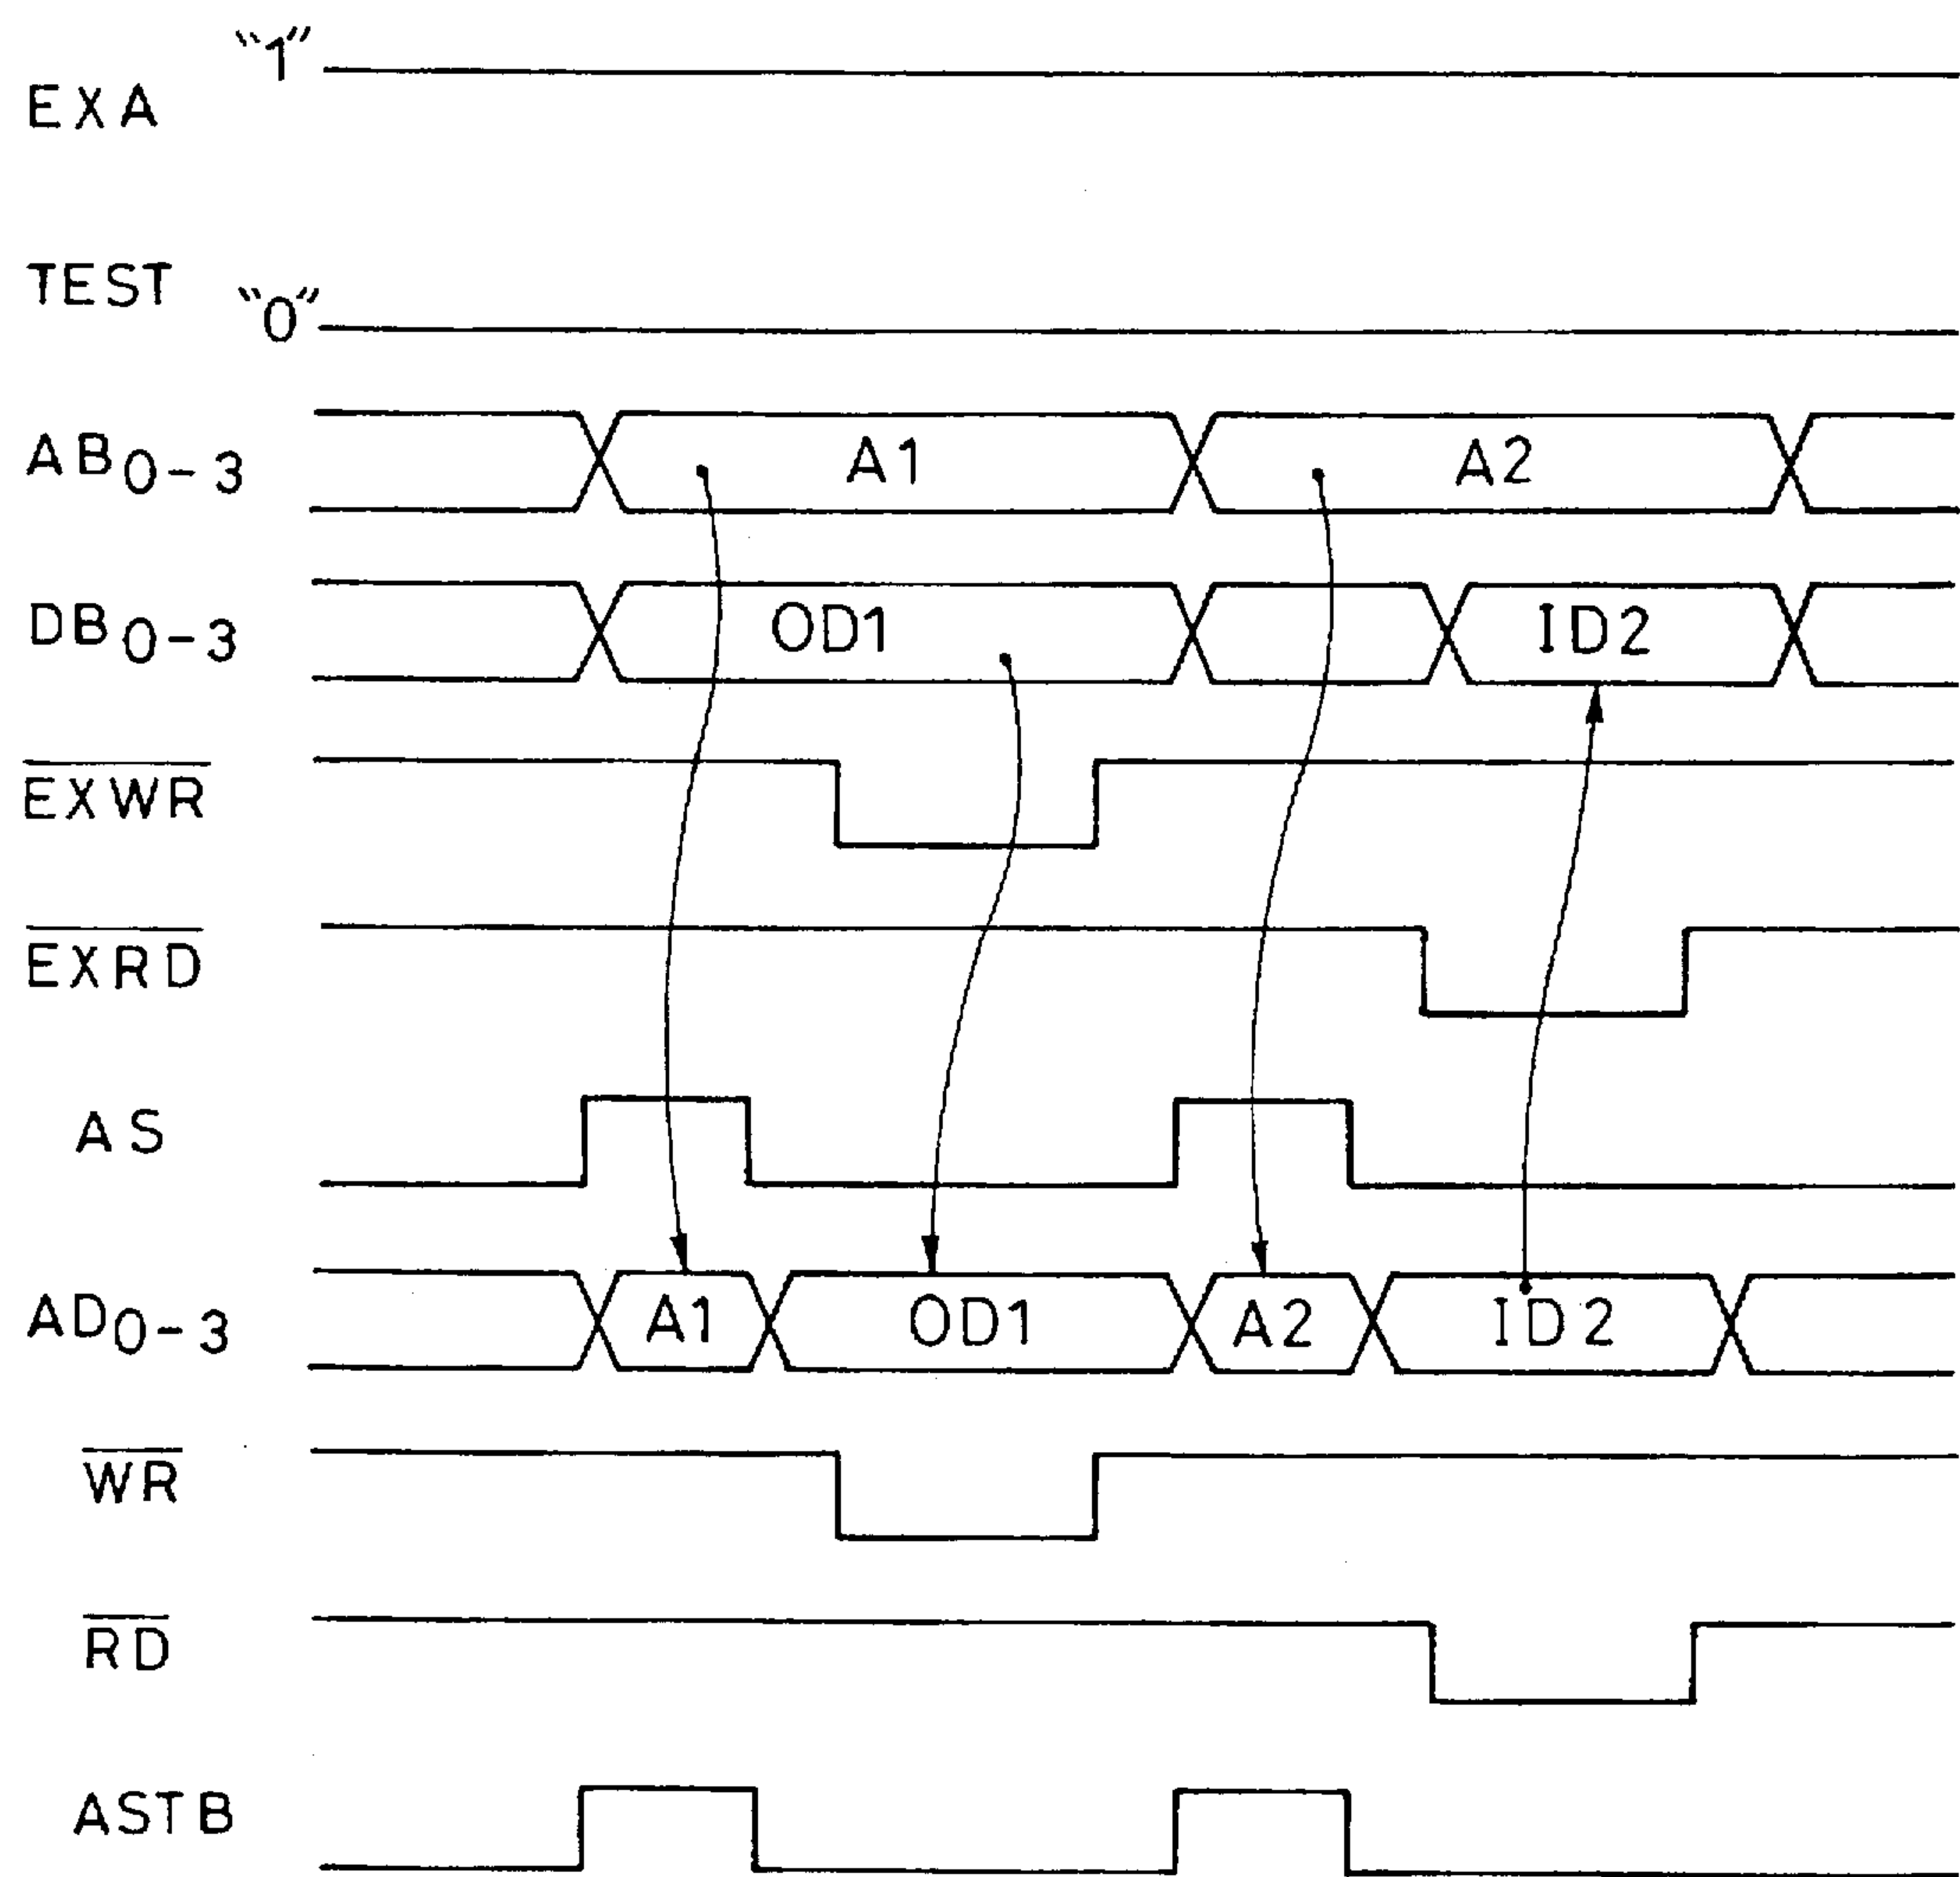 "1"
EXA
TEST "0"
AB0-3 A1 A2
DB0-3 OD1 ID2
EXWR
EXRD
AS
AD0-3 A1 OD1 A2 ID2
WR
RD
ASTB